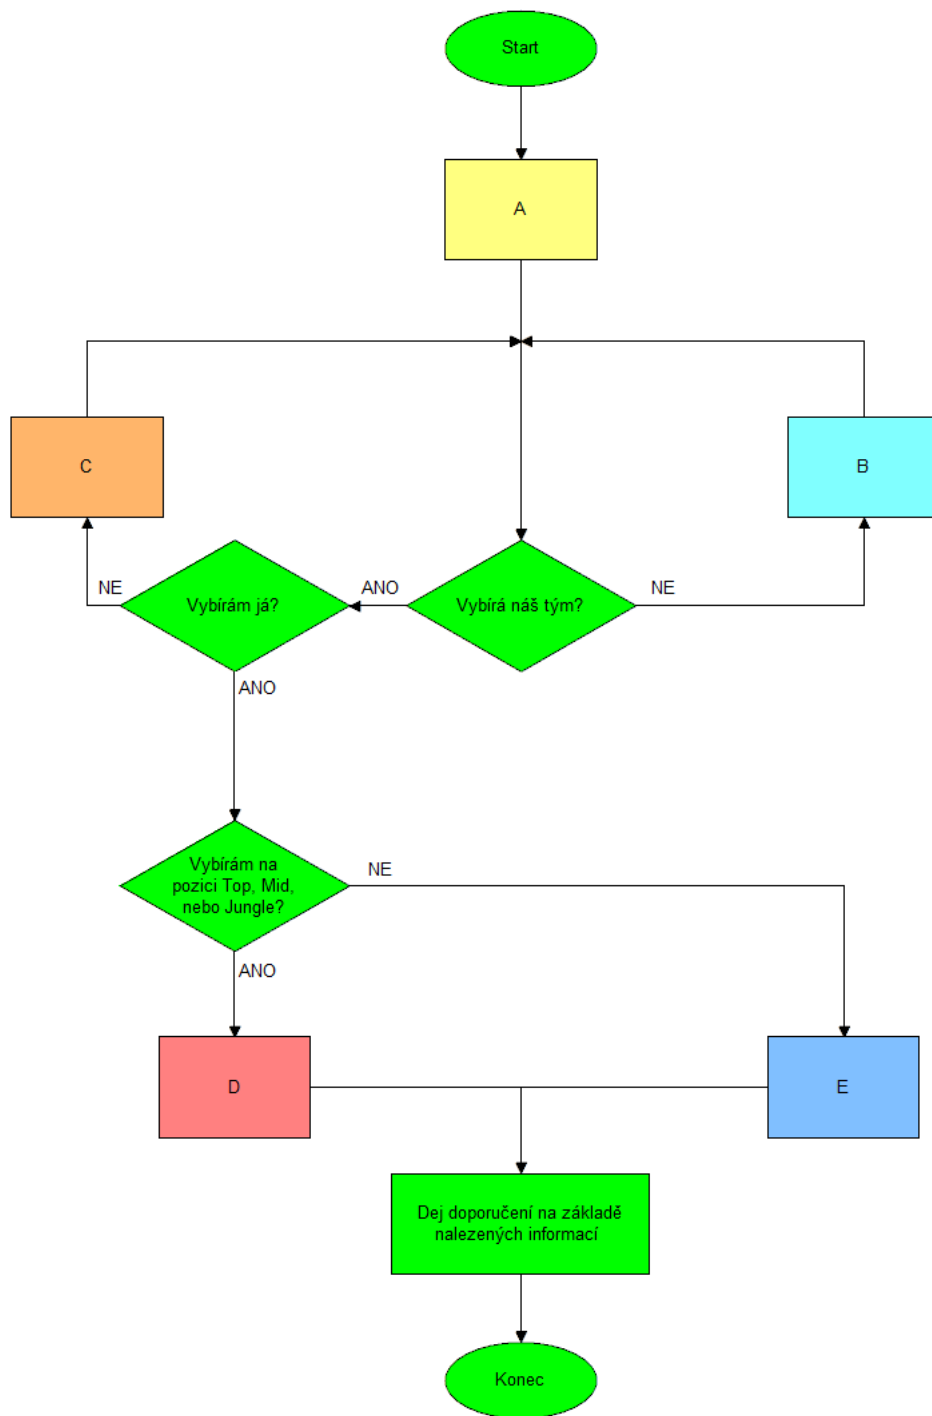 Start
A
C
B
NE
Vybírám já?
ANO
Vybírá náš tým?
NE
ANO
Vybírám na
pozici Top, Mid,
nebo Jungle?
NE
ANO
D
E
Dej doporučení na základě
nalezených informací
Konec